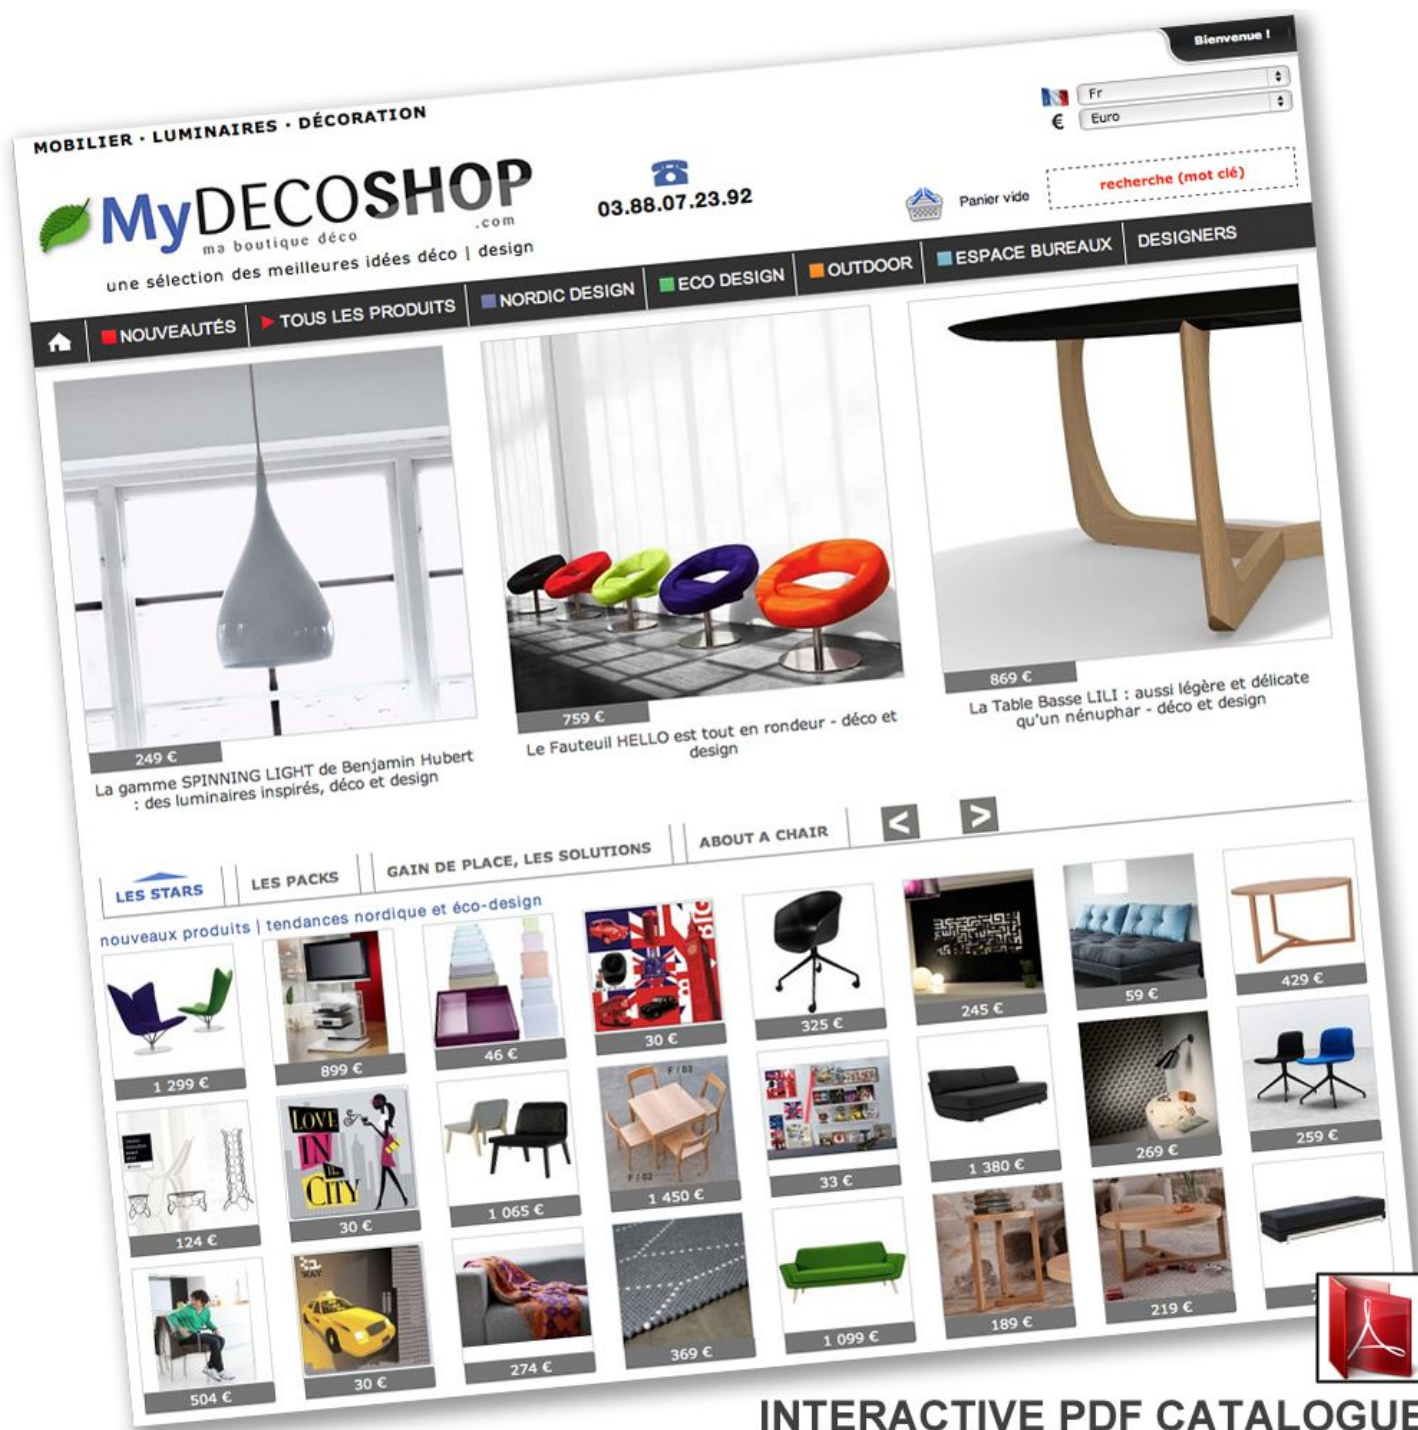 Bienvenue !
Fr
€ Euro
MOBILIER · LUMINAIRES · DÉCORATION
MyDECOSHOP
.com
ma boutique déco
une sélection des meilleures idées déco | design
03.88.07.23.92
Panier vide
recherche (mot clé)
NOUVEAUTÉS
TOUS LES PRODUITS
NORDIC DESIGN
ECO DESIGN
OUTDOOR
ESPACE BUREAUX
DESIGNERS
249 €
La gamme SPINNING LIGHT de Benjamin Hubert
: des luminaires inspirés, déco et design
759 €
Le Fauteuil HELLO est tout en rondeur - déco et
design
869 €
La Table Basse LILI : aussi légère et délicate
qu'un nénuphar - déco et design
LES STARS
LES PACKS
GAIN DE PLACE, LES SOLUTIONS
ABOUT A CHAIR
< >
nouveaux produits | tendances nordique et éco-design
1 299 €
899 €
46 €
BIG
30 €
325 €
245 €
59 €
429 €
124 €
LOVE
IN
THE
CITY
30 €
1 065 €
F / 03
F / 02
1 450 €
33 €
1 380 €
269 €
259 €
504 €
WAY
30 €
274 €
369 €
1 099 €
189 €
219 €
INTERACTIVE PDF CATALOGUE